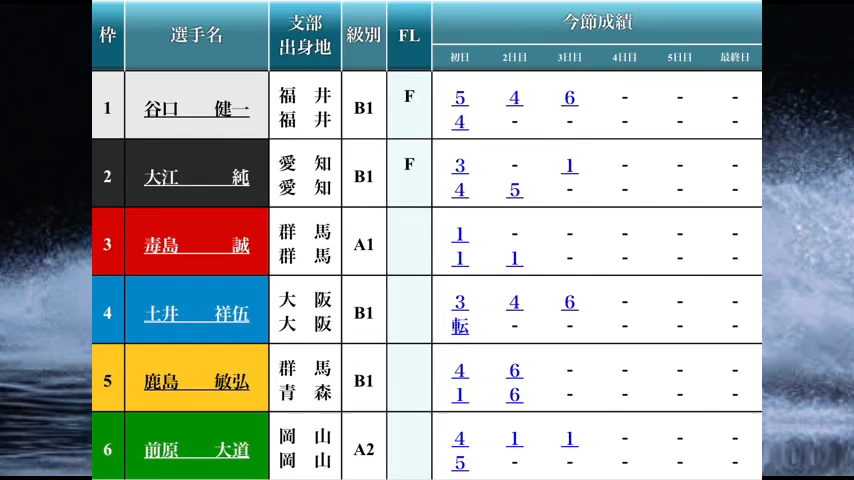 枠 選手名 支部 出身地 級別 FL 今節成績
初日 2日目 3日目 4日目 5日目 最終日
1 谷口 健一 福井 B1 F 5 4 6 - - -
福井 4 - - - - -
2 大江 純 愛知 B1 F 3 - 1 - - -
愛知 4 5 - - - -
3 毒島 誠 群馬 A1 1 - - - - -
群馬 1 1 - - - -
4 土井 祥伍 大阪 B1 3 4 6 - - -
大阪 転 - - - - -
5 鹿島 敏弘 群馬 B1 4 6 - - - -
青森 1 6 - - - -
6 前原 大道 岡山 A2 4 1 1 - - -
岡山 5 - - - - -